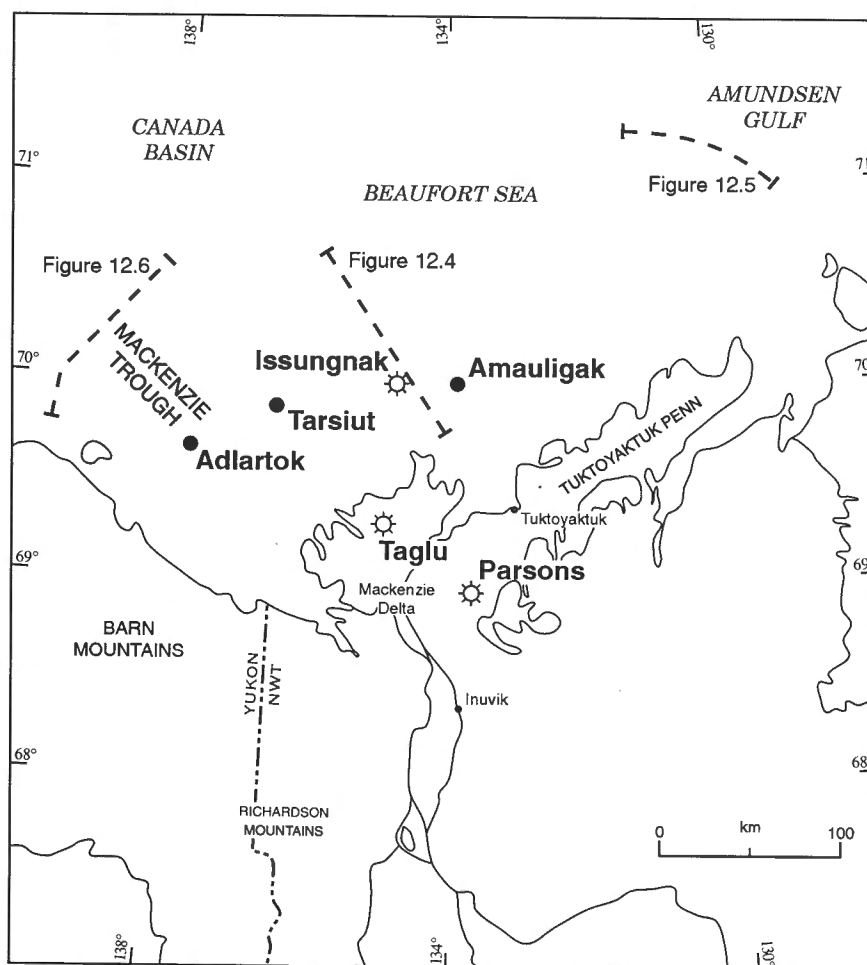 138°
134°
130°
AMUNDSEN
GULF
CANADA
BASIN
71°
71
Figure 12.5
BEAUFORT SEA
Figure 12.6
Figure 12.4
MACKENZIE
TROUGH
70°
70
Issungnak
Amauligak
Tarsiut
Adlartok
TUKTOYAKTUK PENN
Tuktoyaktuk
Taglu
69°
69
Parsons
Mackenzie
Delta
BARN
MOUNTAINS
YUKON
NWT
Inuvik
68°
68
RICHARDSON
MOUNTAINS
0 km 100
138°
134°
130°